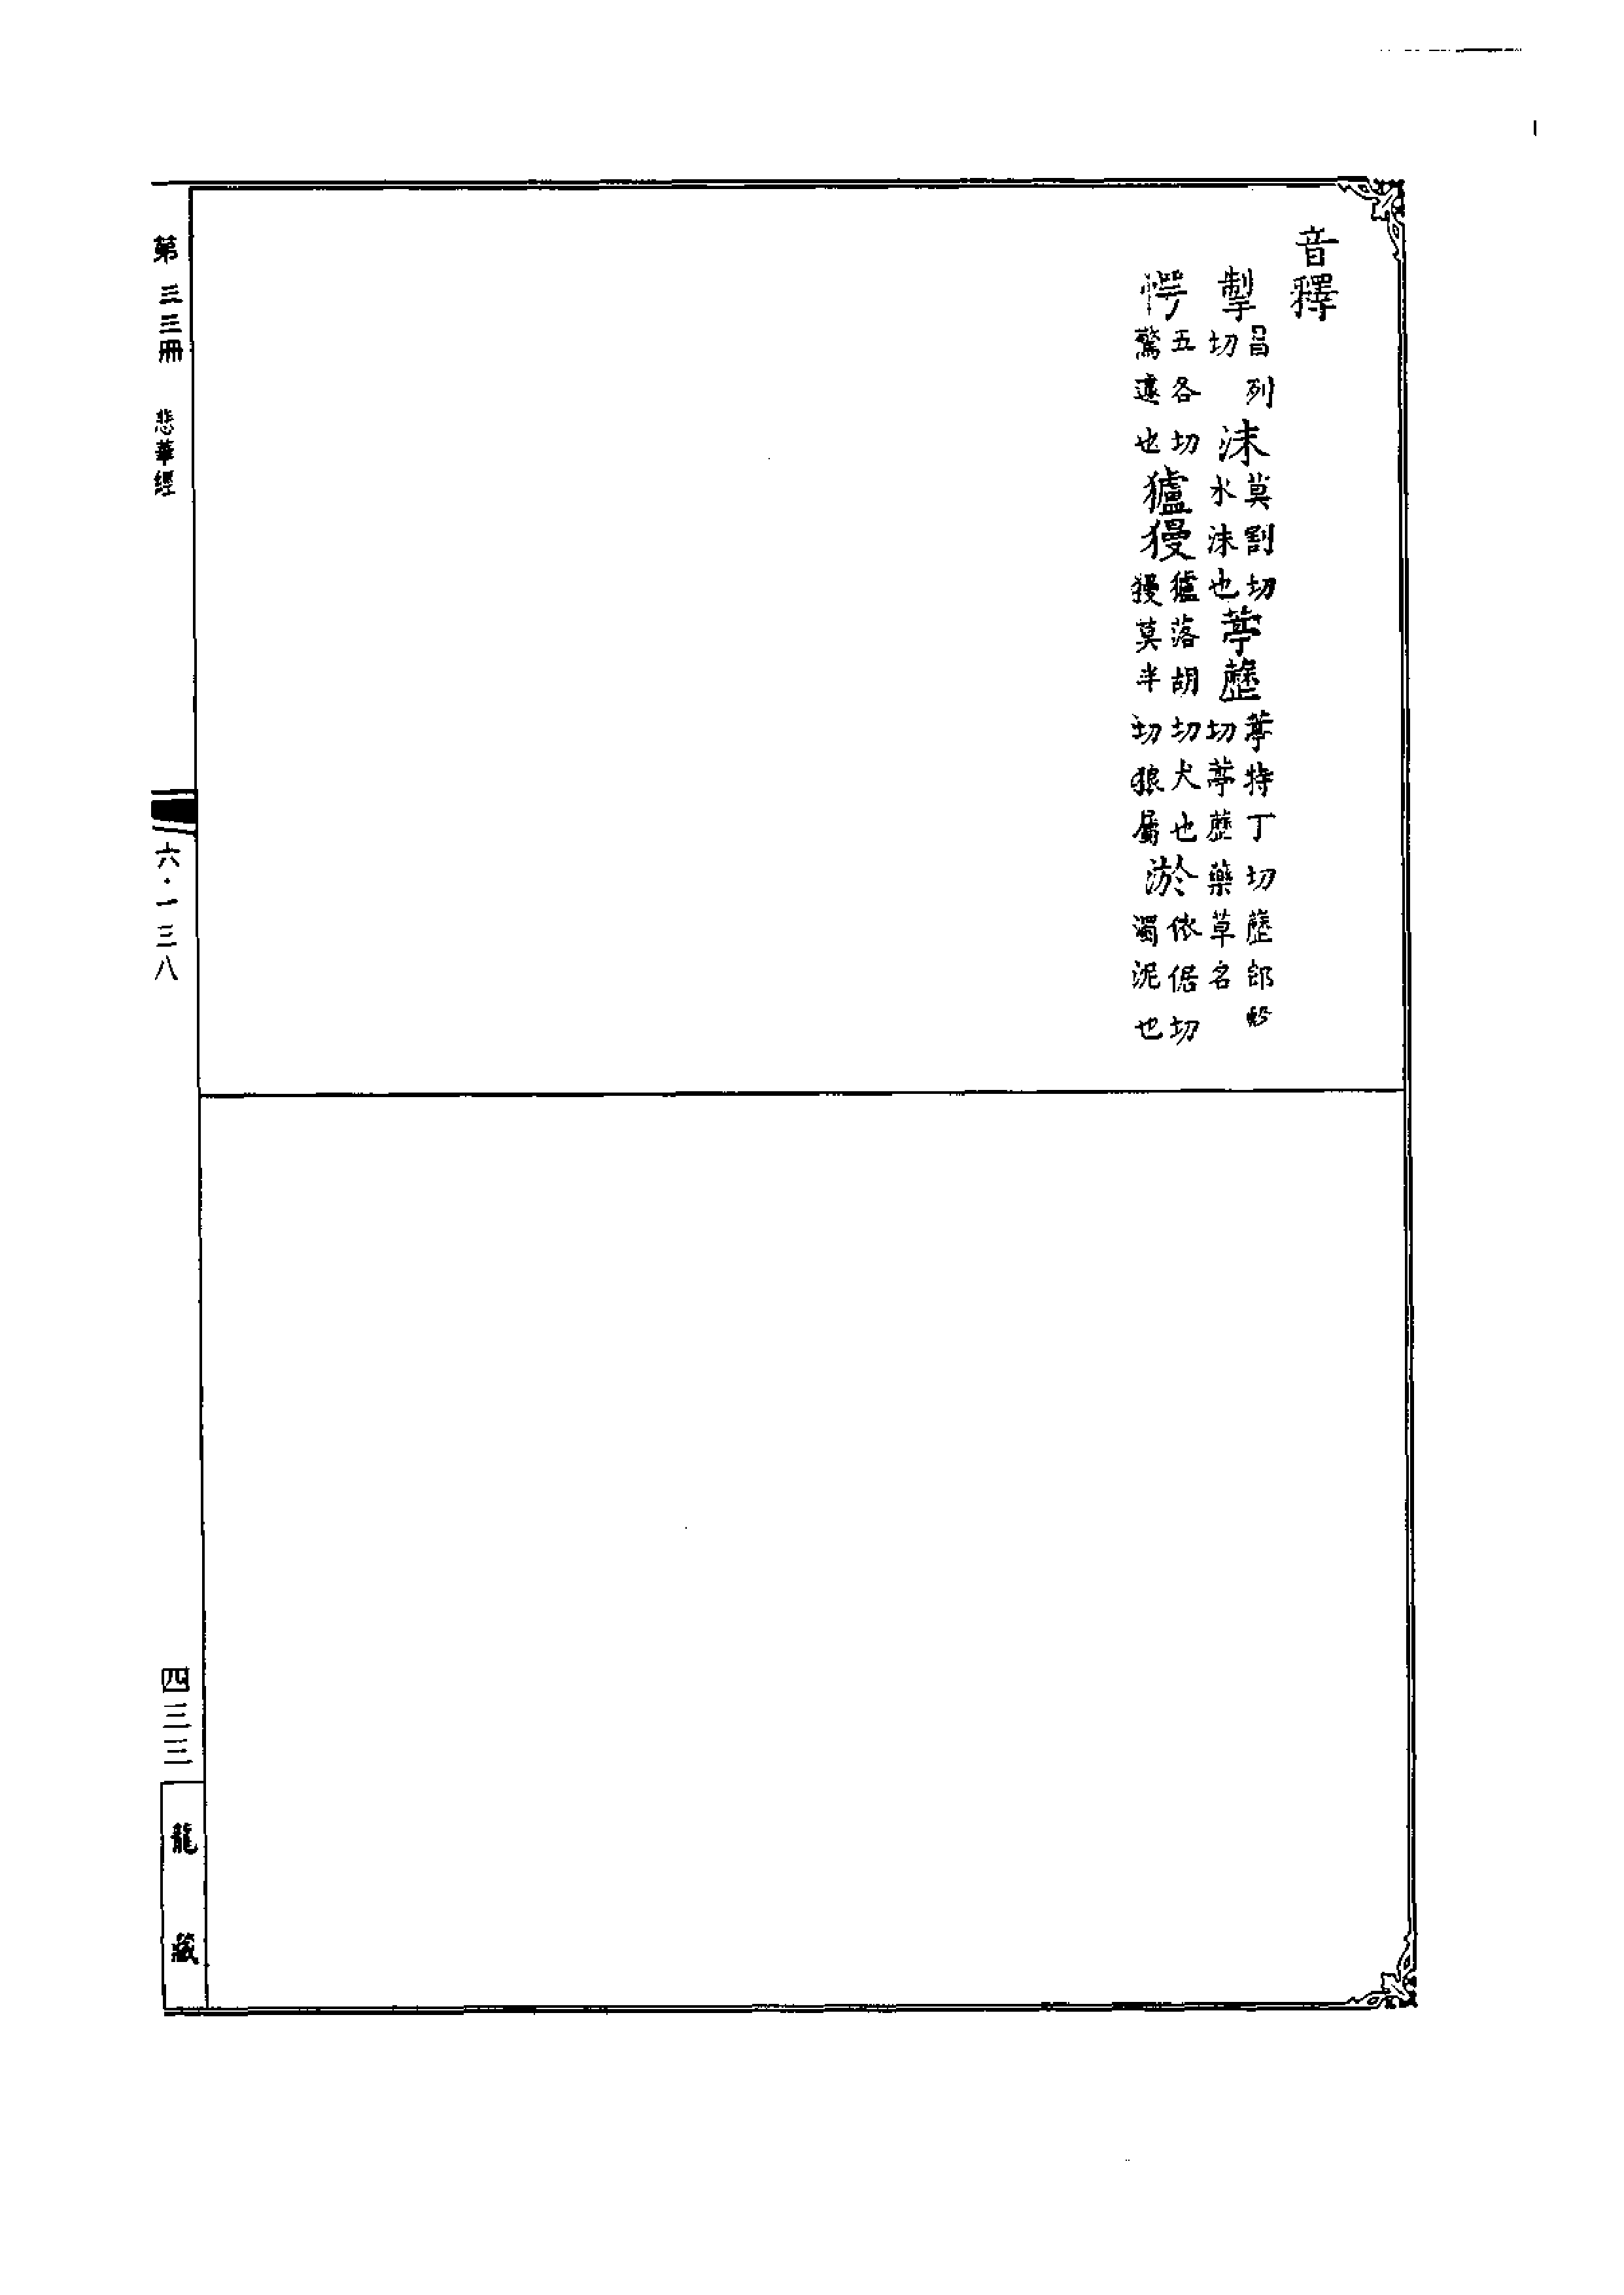 音釋
掣昌列切 沫莫割切水沫也 葶藶葶特丁切藶郎切葶藶藥草名
愕五各切驚遽也 獹獌獹落胡切犬也獌莫半切狼屬 淤依倨切濁泥也
第三三冊 悲華經
六·一三八
四三三
龍藏